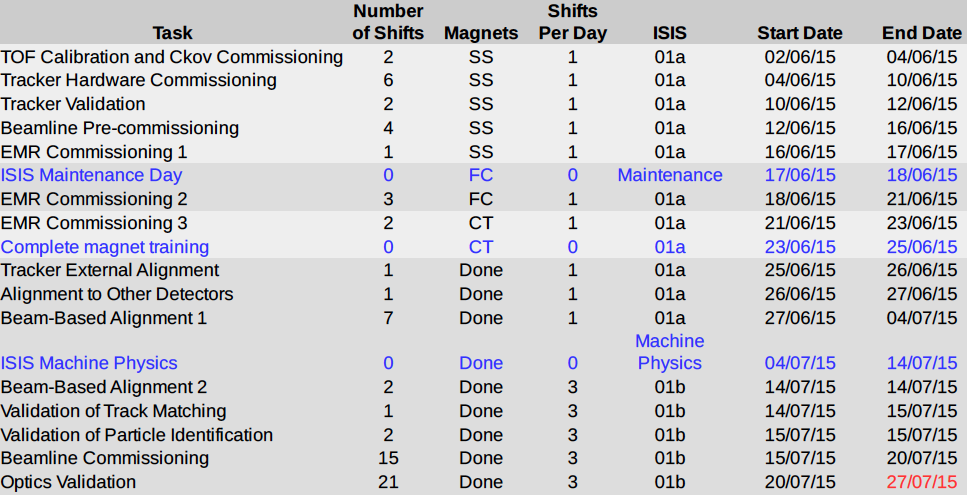 Task Number of Shifts Magnets Shifts Per Day ISIS Start Date End Date
TOF Calibration and Ckov Commissioning 2 SS 1 01a 02/06/15 04/06/15
Tracker Hardware Commissioning 6 SS 1 01a 04/06/15 10/06/15
Tracker Validation 2 SS 1 01a 10/06/15 12/06/15
Beamline Pre-commissioning 4 SS 1 01a 12/06/15 16/06/15
EMR Commissioning 1 1 SS 1 01a 16/06/15 17/06/15
ISIS Maintenance Day 0 FC 0 Maintenance 17/06/15 18/06/15
EMR Commissioning 2 3 FC 1 01a 18/06/15 21/06/15
EMR Commissioning 3 2 CT 1 01a 21/06/15 23/06/15
Complete magnet training 0 CT 0 01a 23/06/15 25/06/15
Tracker External Alignment 1 Done 1 01a 25/06/15 26/06/15
Alignment to Other Detectors 1 Done 1 01a 26/06/15 27/06/15
Beam-Based Alignment 1 7 Done 1 01a 27/06/15 04/07/15
ISIS Machine Physics 0 Done 0 Machine Physics 04/07/15 14/07/15
Beam-Based Alignment 2 2 Done 3 01b 14/07/15 14/07/15
Validation of Track Matching 1 Done 3 01b 14/07/15 15/07/15
Validation of Particle Identification 2 Done 3 01b 15/07/15 15/07/15
Beamline Commissioning 15 Done 3 01b 15/07/15 20/07/15
Optics Validation 21 Done 3 01b 20/07/15 27/07/15